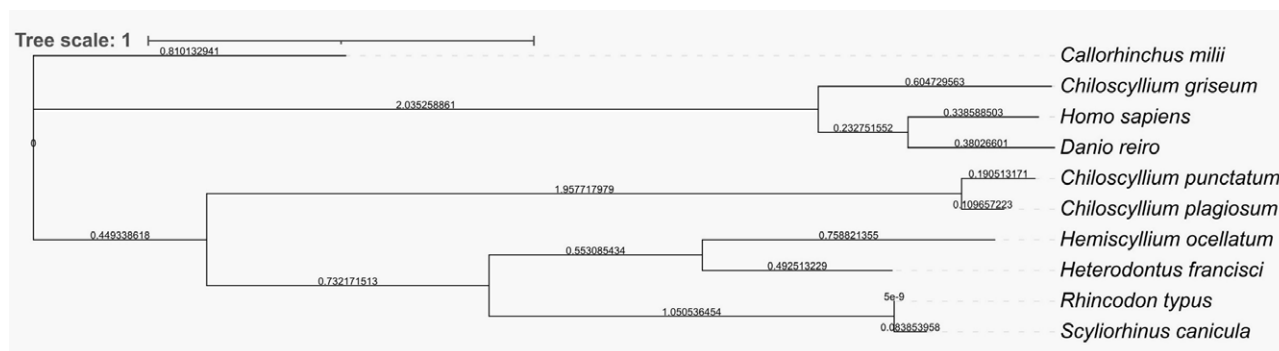 Tree scale: 1
0.810132941
Callorhinchus milii
0.604729563
Chiloscyllium griseum
2.035258861
0.338588503
Homo sapiens
0.232751552
0
0.38026601
Danio reiro
0.190513171
Chiloscyllium punctatum
1.957717979
0.109657223
Chiloscyllium plagiosum
0.449338618
0.758821355
Hemiscyllium ocellatum
0.553085434
0.492513229
Heterodontus francisci
0.732171513
5e-9
Rhincodon typus
1.050536454
0.083853958
Scyliorhinus canicula